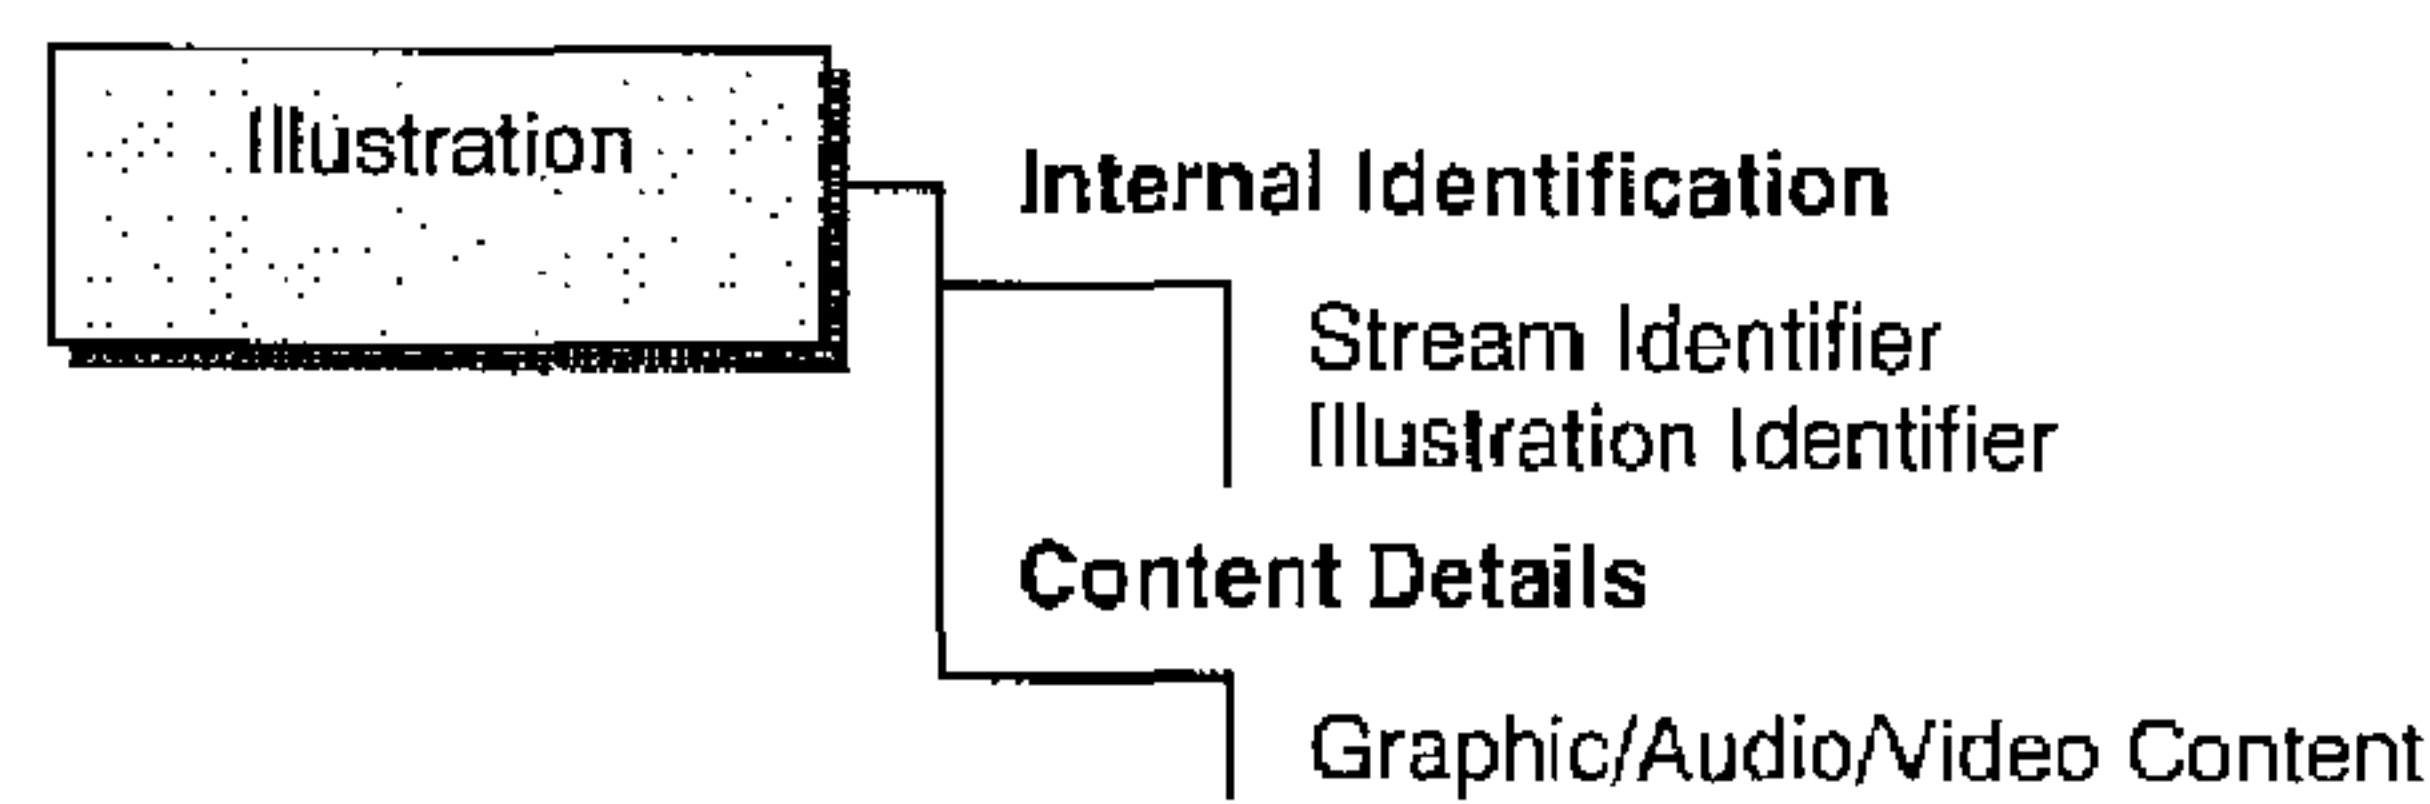 Illustration
Internal Identification
Stream Identifier
Illustration Identifier
Content Details
Graphic/Audio/Video Content